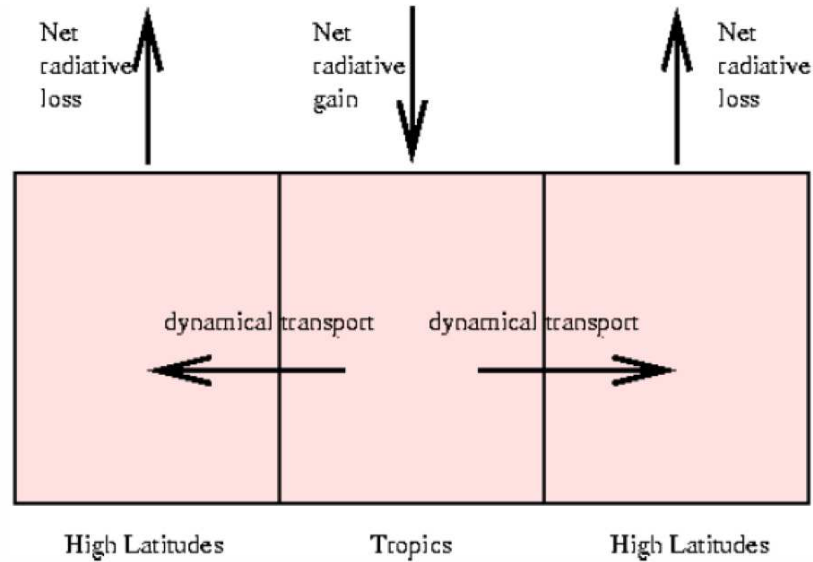 Net
radiative
loss
Net
radiative
gain
Net
radiative
loss
dynamical transport
dynamical transport
High Latitudes
Tropics
High Latitudes